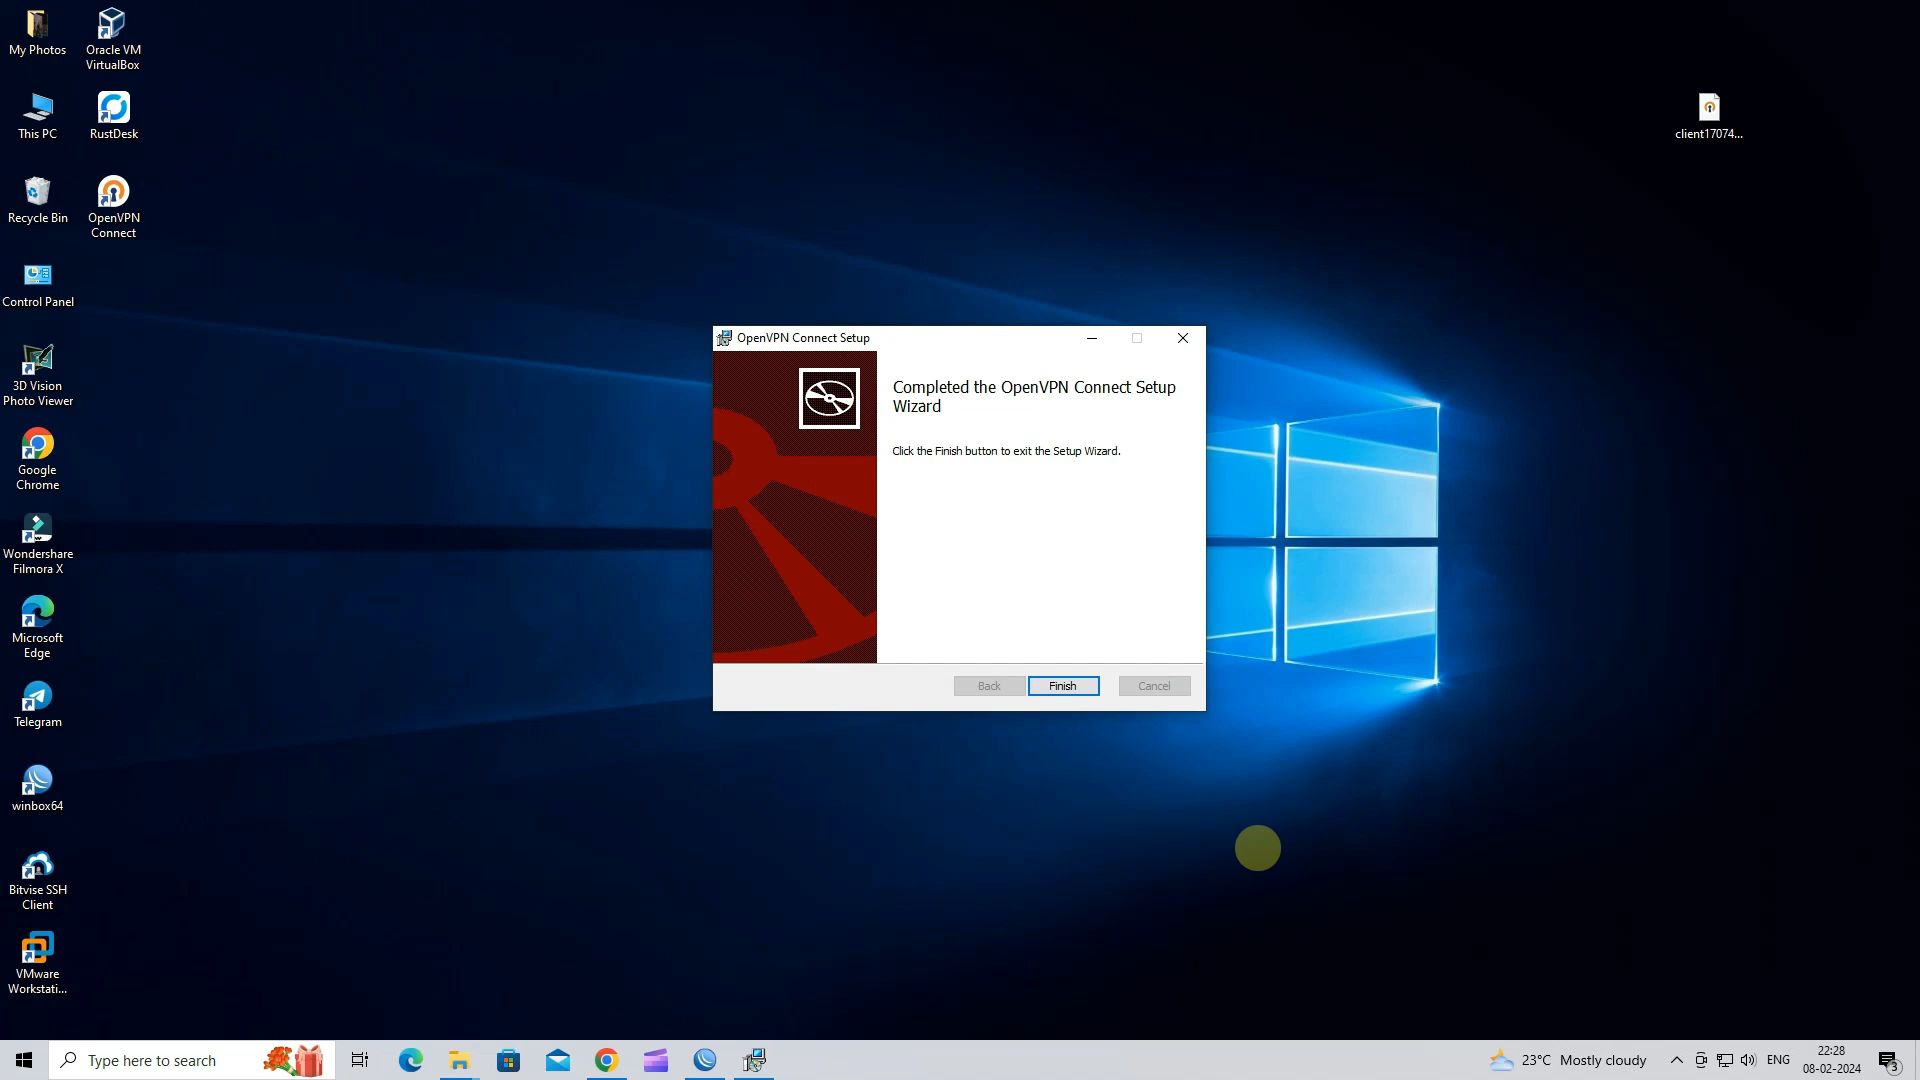 My Photos
Oracle VM
VirtualBox
This PC
RustDesk
Recycle Bin
OpenVPN
Connect
Control Panel
3D Vision
Photo Viewer
Google
Chrome
Wondershare
Filmora X
Microsoft
Edge
Telegram
winbox64
Bitvise SSH
Client
VMware
Workstati...
client17074...
OpenVPN Connect Setup
Completed the OpenVPN Connect Setup
Wizard
Click the Finish button to exit the Setup Wizard.
Back
Finish
Cancel
Type here to search
23°C Mostly cloudy
ENG
22:28
08-02-2024
3